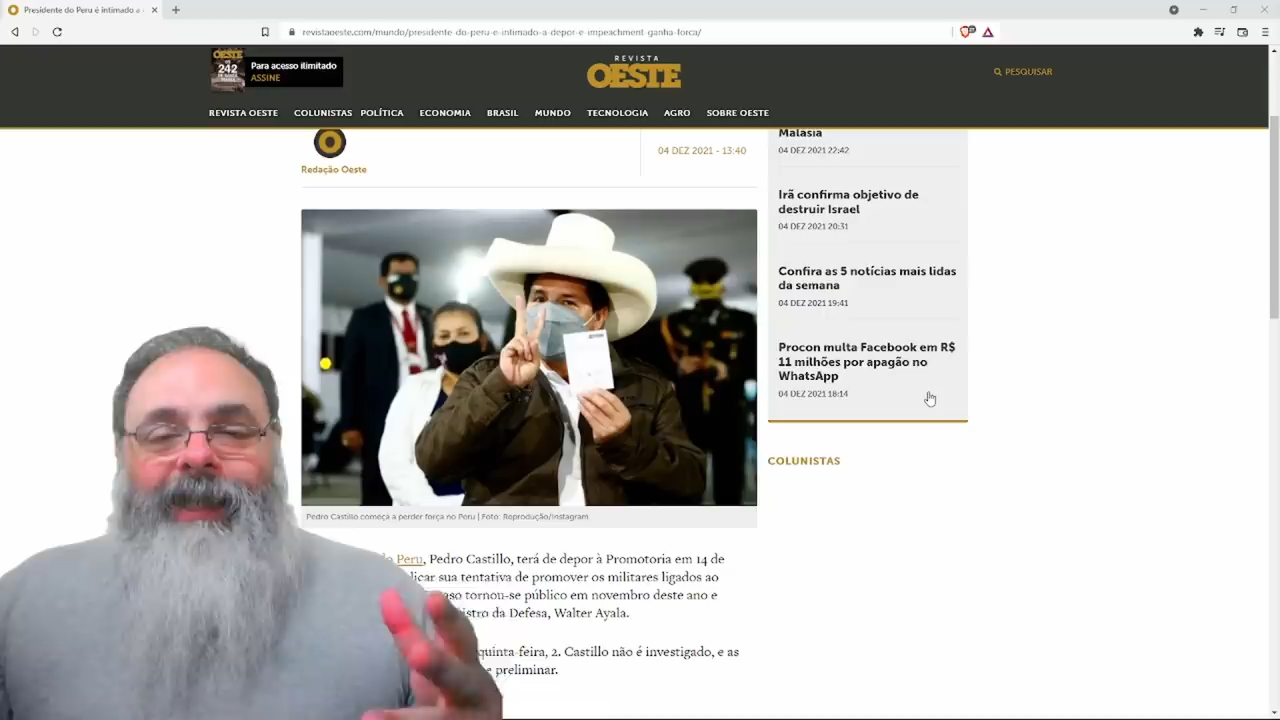 Presidente do Peru é intimado a
revistaoeste.com/mundo/presidente-do-peru-e-intimado-a-depor-e-impeachment-ganha-forca/
OESTE
242
Para acesso ilimitado
ASSINE
REVISTA
OESTE
PESQUISAR
REVISTA OESTE COLUNISTAS POLÍTICA ECONOMIA BRASIL MUNDO TECNOLOGIA AGRO SOBRE OESTE
Redação Oeste
04 DEZ 2021 - 13:40
Pedro Castillo começa a perder força no Peru | Foto: Reprodução/Instagram
Peru, Pedro Castillo, terá de depor à Promotoria em 14 de
licar sua tentativa de promover os militares ligados ao
aso tornou-se público em novembro deste ano e
istro da Defesa, Walter Ayala.
quinta-feira, 2. Castillo não é investigado, e as
e preliminar.
Malásia
04 DEZ 2021 22:42
Irã confirma objetivo de
destruir Israel
04 DEZ 2021 20:31
Confira as 5 notícias mais lidas
da semana
04 DEZ 2021 19:41
Procon multa Facebook em R$
11 milhões por apagão no
WhatsApp
04 DEZ 2021 18:14
COLUNISTAS